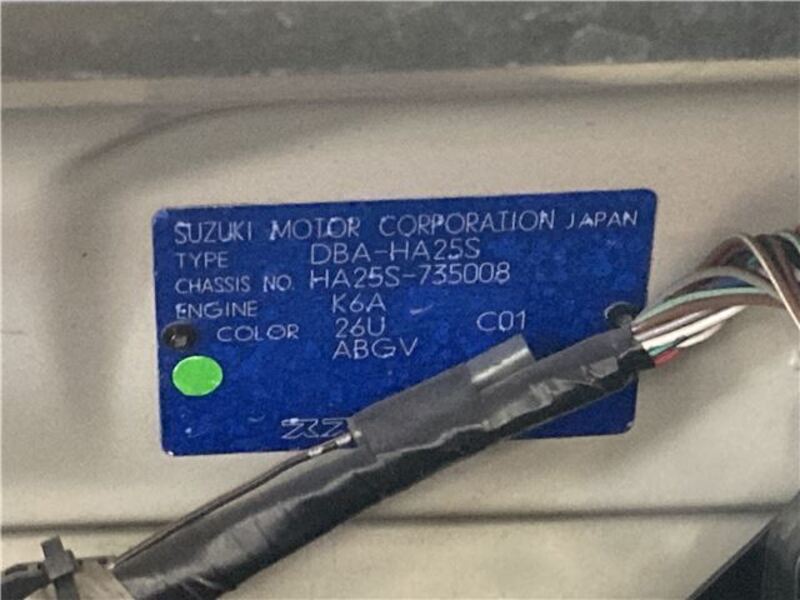 SUZUKI MOTOR CORPORATION JAPAN
TYPE DBA-HA25S
CHASSIS NO. HA25S-735008
ENGINE K6A
COLOR 26U C01
ABGV